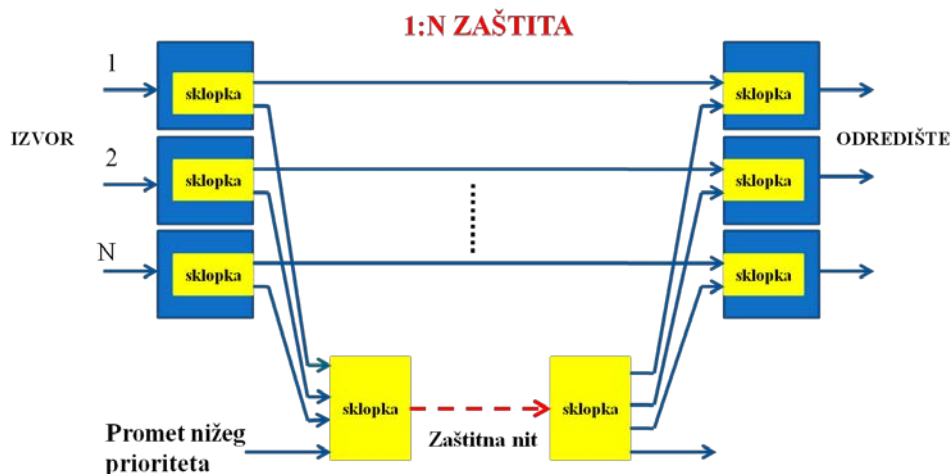 1:N ZAŠTITA
1
sklopka
sklopka
IZVOR
ODREDIŠTE
2
sklopka
sklopka
N
sklopka
sklopka
sklopka
sklopka
Promet nižeg
prioriteta
Zaštitna nit